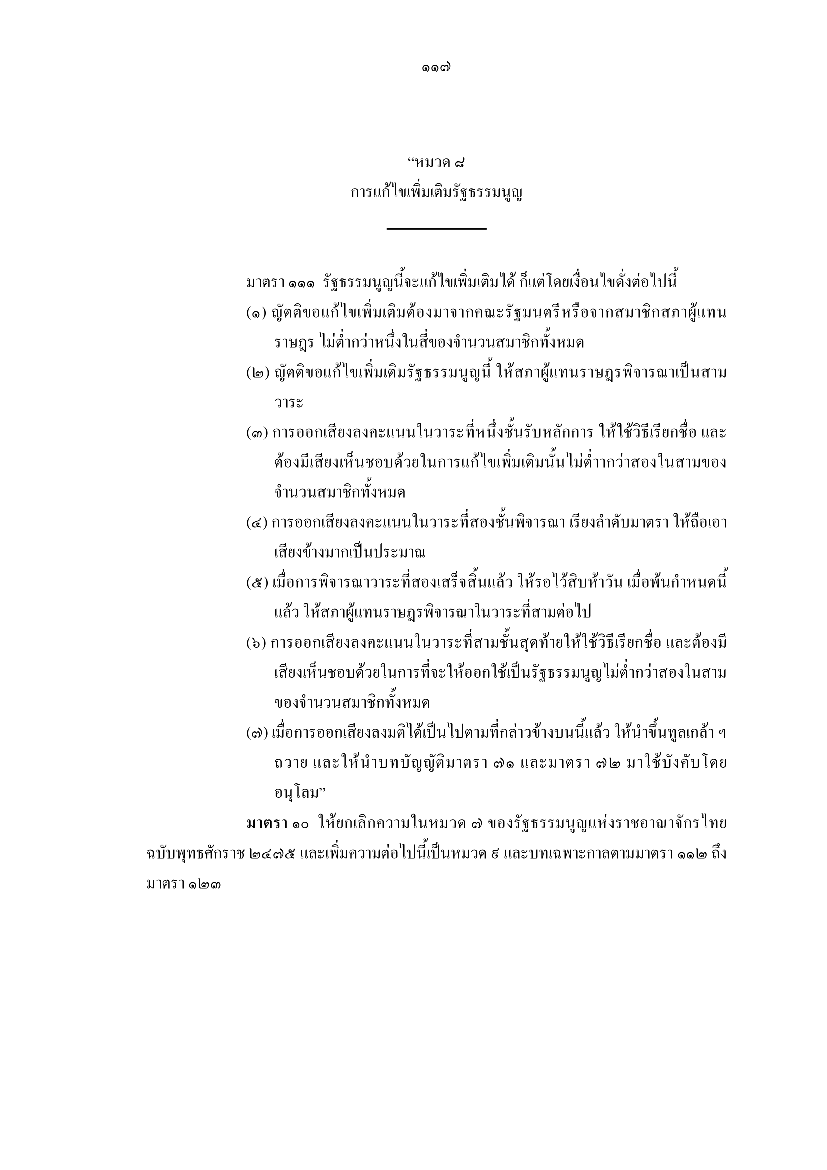 ๑๑๗
“หมวด ๘
การแก้ไขเพิ่มเติมรัฐธรรมนูญ
มาตรา ๑๑๑ รัฐธรรมนูญนี้จะแก้ไขเพิ่มเติมได้ ก็แต่โดยเงื่อนไขดั่งต่อไปนี้
(๑) ญัตติขอแก้ไขเพิ่มเติมต้องมาจากคณะรัฐมนตรีหรือจากสมาชิกสภาผู้แทน
ราษฎร ไม่ต่ำกว่าหนึ่งในสี่ของจำนวนสมาชิกทั้งหมด
(๒) ญัตติขอแก้ไขเพิ่มเติมรัฐธรรมนูญนี้ ให้สภาผู้แทนราษฎรพิจารณาเป็นสาม
วาระ
(๓) การออกเสียงลงคะแนนในวาระที่หนึ่งชั้นรับหลักการ ให้ใช้วิธีเรียกชื่อ และ
ต้องมีเสียงเห็นชอบด้วยในการแก้ไขเพิ่มเติมนั้นไม่ต่ำากว่าสองในสามของ
จำนวนสมาชิกทั้งหมด
(๔) การออกเสียงลงคะแนนในวาระที่สองชั้นพิจารณา เรียงลำดับมาตรา ให้ถือเอา
เสียงข้างมากเป็นประมาณ
(๕) เมื่อการพิจารณาวาระที่สองเสร็จสิ้นแล้ว ให้รอไว้สิบห้าวัน เมื่อพ้นกำหนดนี้
แล้ว ให้สภาผู้แทนราษฎรพิจารณาในวาระที่สามต่อไป
(๖) การออกเสียงลงคะแนนในวาระที่สามชั้นสุดท้ายให้ใช้วิธีเรียกชื่อ และต้องมี
เสียงเห็นชอบด้วยในการที่จะให้ออกใช้เป็นรัฐธรรมนูญไม่ต่ำกว่าสองในสาม
ของจำนวนสมาชิกทั้งหมด
(๗) เมื่อการออกเสียงลงมติได้เป็นไปตามที่กล่าวข้างบนนี้แล้ว ให้นำขึ้นทูลเกล้า ฯ
ถวาย และให้นำบทบัญญัติมาตรา ๗๑ และมาตรา ๗๒ มาใช้บังคับโดย
อนุโลม”
มาตรา ๑๐ ให้ยกเลิกความในหมวด ๗ ของรัฐธรรมนูญแห่งราชอาณาจักรไทย
ฉบับพุทธศักราช ๒๔๗๕ และเพิ่มความต่อไปนี้เป็นหมวด ๙ และบทเฉพาะกาลตามมาตรา ๑๑๒ ถึง
มาตรา ๑๒๓